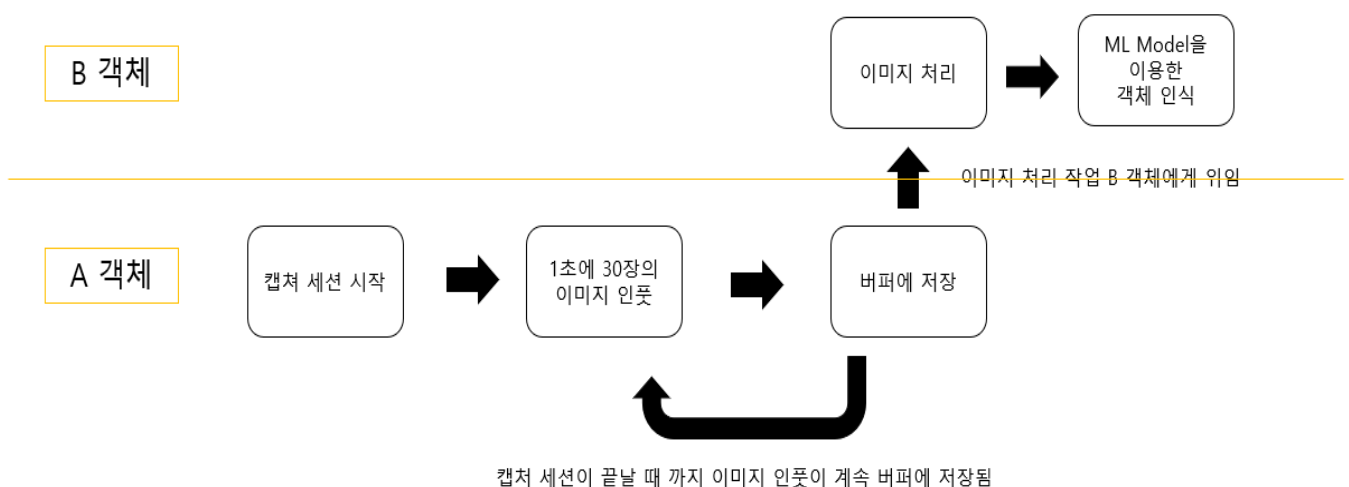 B 객체
이미지 처리
ML Model을
이용한
객체 인식
이미지 처리 작업 B 객체에게 위임
A 객체
캡쳐 세션 시작
1초에 30장의
이미지 인풋
버퍼에 저장
캡처 세션이 끝날 때 까지 이미지 인풋이 계속 버퍼에 저장됨